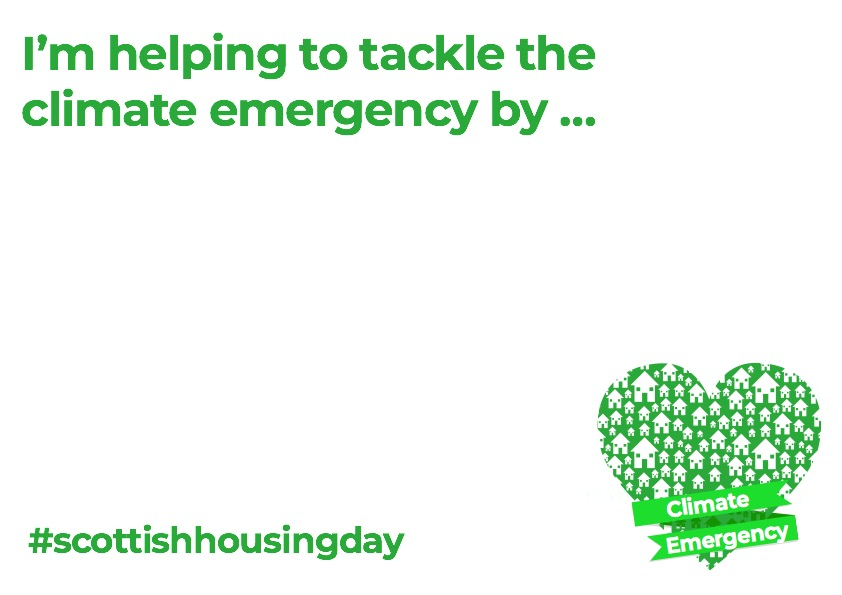 I’m helping to tackle the
climate emergency by ...
Climate
Emergency
#scottishhousingday